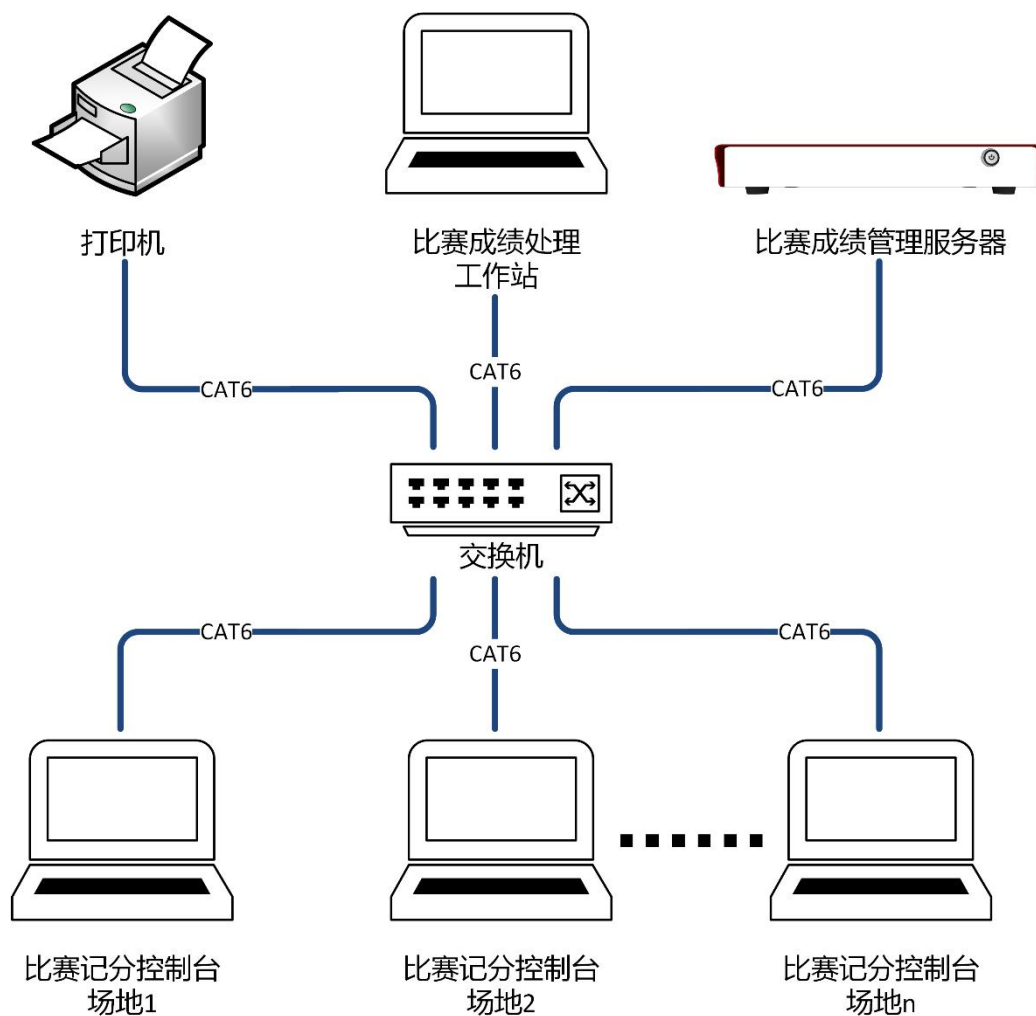 打印机
比赛成绩处理
工作站
比赛成绩管理服务器
CAT6
CAT6
CAT6
交换机
CAT6
CAT6
CAT6
比赛记分控制台
场地1
比赛记分控制台
场地2
比赛记分控制台
场地n